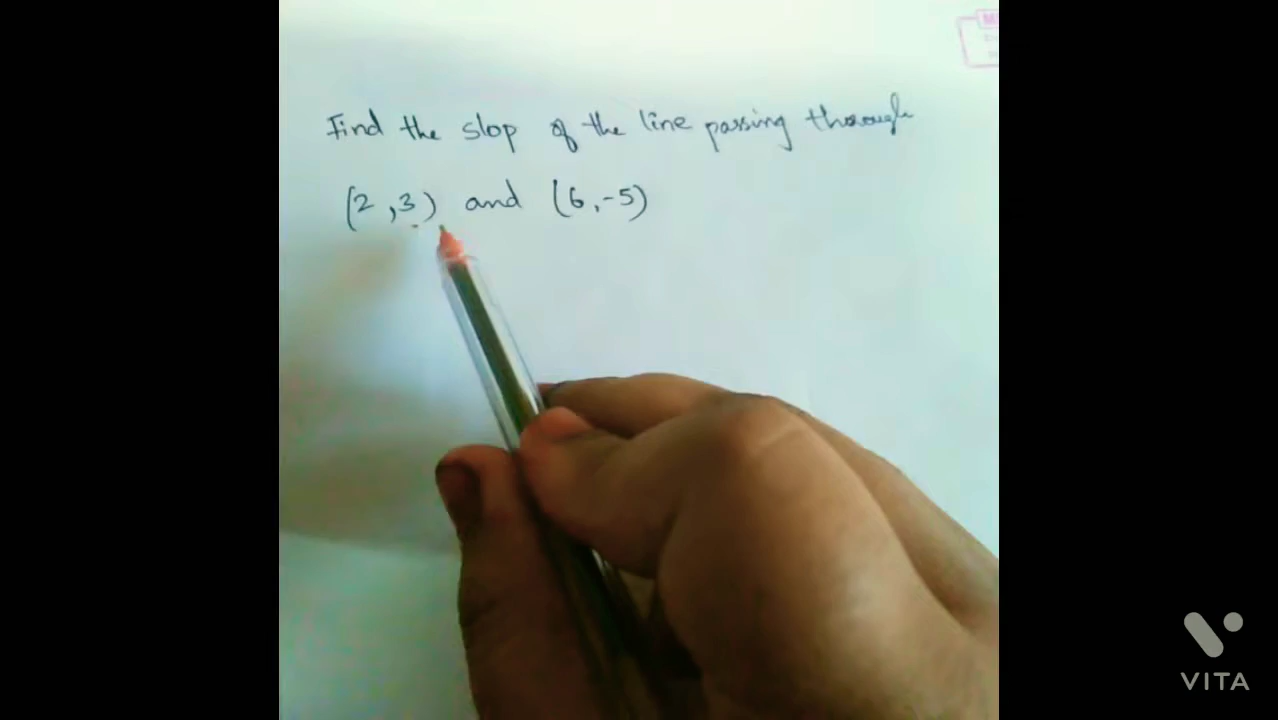 Find the slop of the line passing through
(2,3) and (6,-5)
VITA